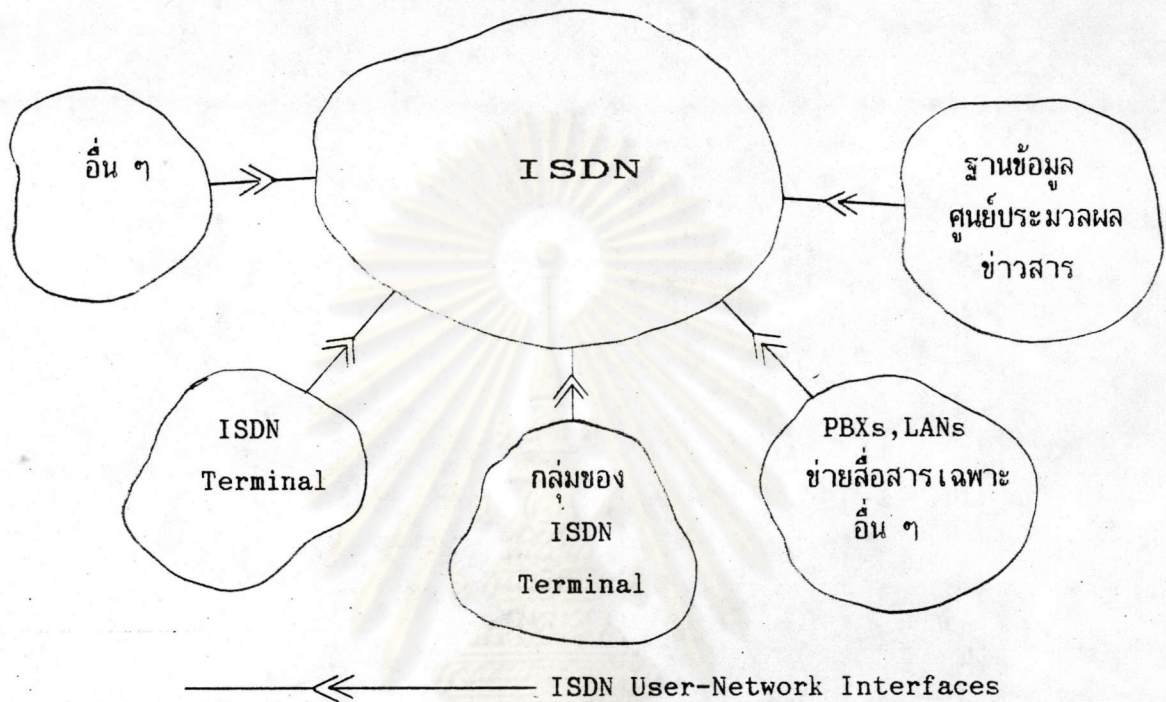 ISDN
อื่น ๆ
ฐานข้อมูล
ศูนย์ประมวลผล
ข่าวสาร
ISDN
Terminal
กลุ่มของ
ISDN
Terminal
PBXs,LANs
ข่ายสื่อสารเฉพาะ
อื่น ๆ
ISDN User-Network Interfaces